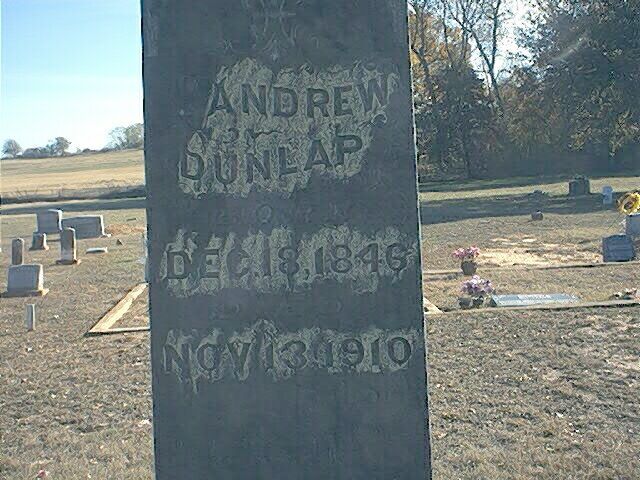 ANDREW
DUNLAP
DEC. 18, 1846
NOV. 13, 1910